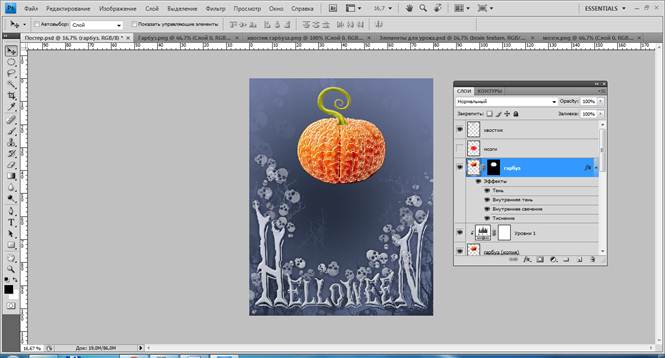 Ps Файл Редактирование Изображение Слой Выделение Фильтр Просмотр Окно Справка 16,7 ESSENTIALS
Автовыбор: Слой Показать управляющие элементы
Постер.psd @ 16,7% (гарбуз, RGB/8) * Гарбуз.png @ 66,7% (Слой 0, RGB... хвостик гарбуза.png @ 100% (Слой 0, RGB... Элементы для урока.psd @ 16,7% (brain texture, RGB/... мозги.png @ 66,7% (Слой 0, RGB...
HELLOWEEN
СЛОИ КОНТУРЫ
Нормальный Opacity: 100%
Закрепить: Заливка: 100%
хвостик
мозги
гарбуз fx
Эффекты
Тень
Внутренняя тень
Внутреннее свечение
Тиснение
Уровни 1
гарбуз (копия)
16,67 % Док: 19,0M/86,0M